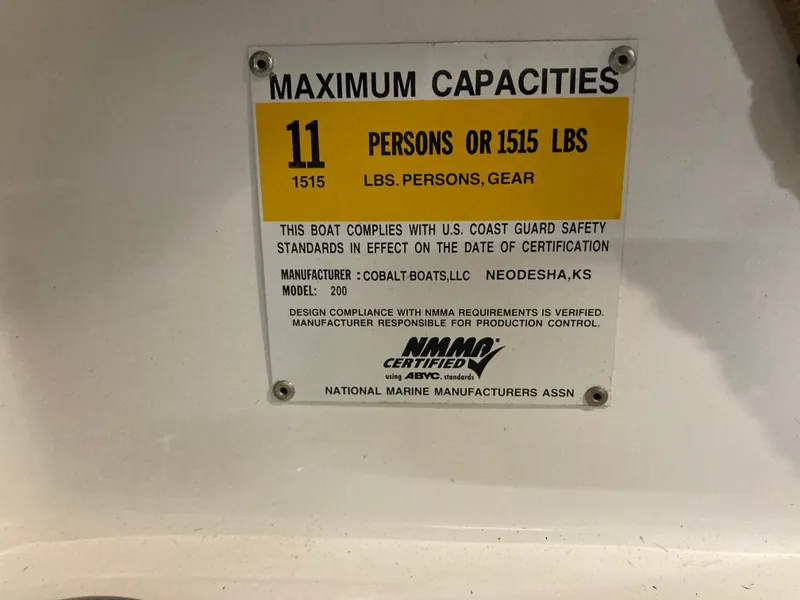 MAXIMUM CAPACITIES
11 PERSONS OR 1515 LBS
1515 LBS. PERSONS, GEAR
THIS BOAT COMPLIES WITH U.S. COAST GUARD SAFETY
STANDARDS IN EFFECT ON THE DATE OF CERTIFICATION
MANUFACTURER : COBALT BOATS,LLC NEODESHA,KS
MODEL: 200
DESIGN COMPLIANCE WITH NMMA REQUIREMENTS IS VERIFIED.
MANUFACTURER RESPONSIBLE FOR PRODUCTION CONTROL.
NMMA®
CERTIFIED
using ABYC. standards
NATIONAL MARINE MANUFACTURERS ASSN